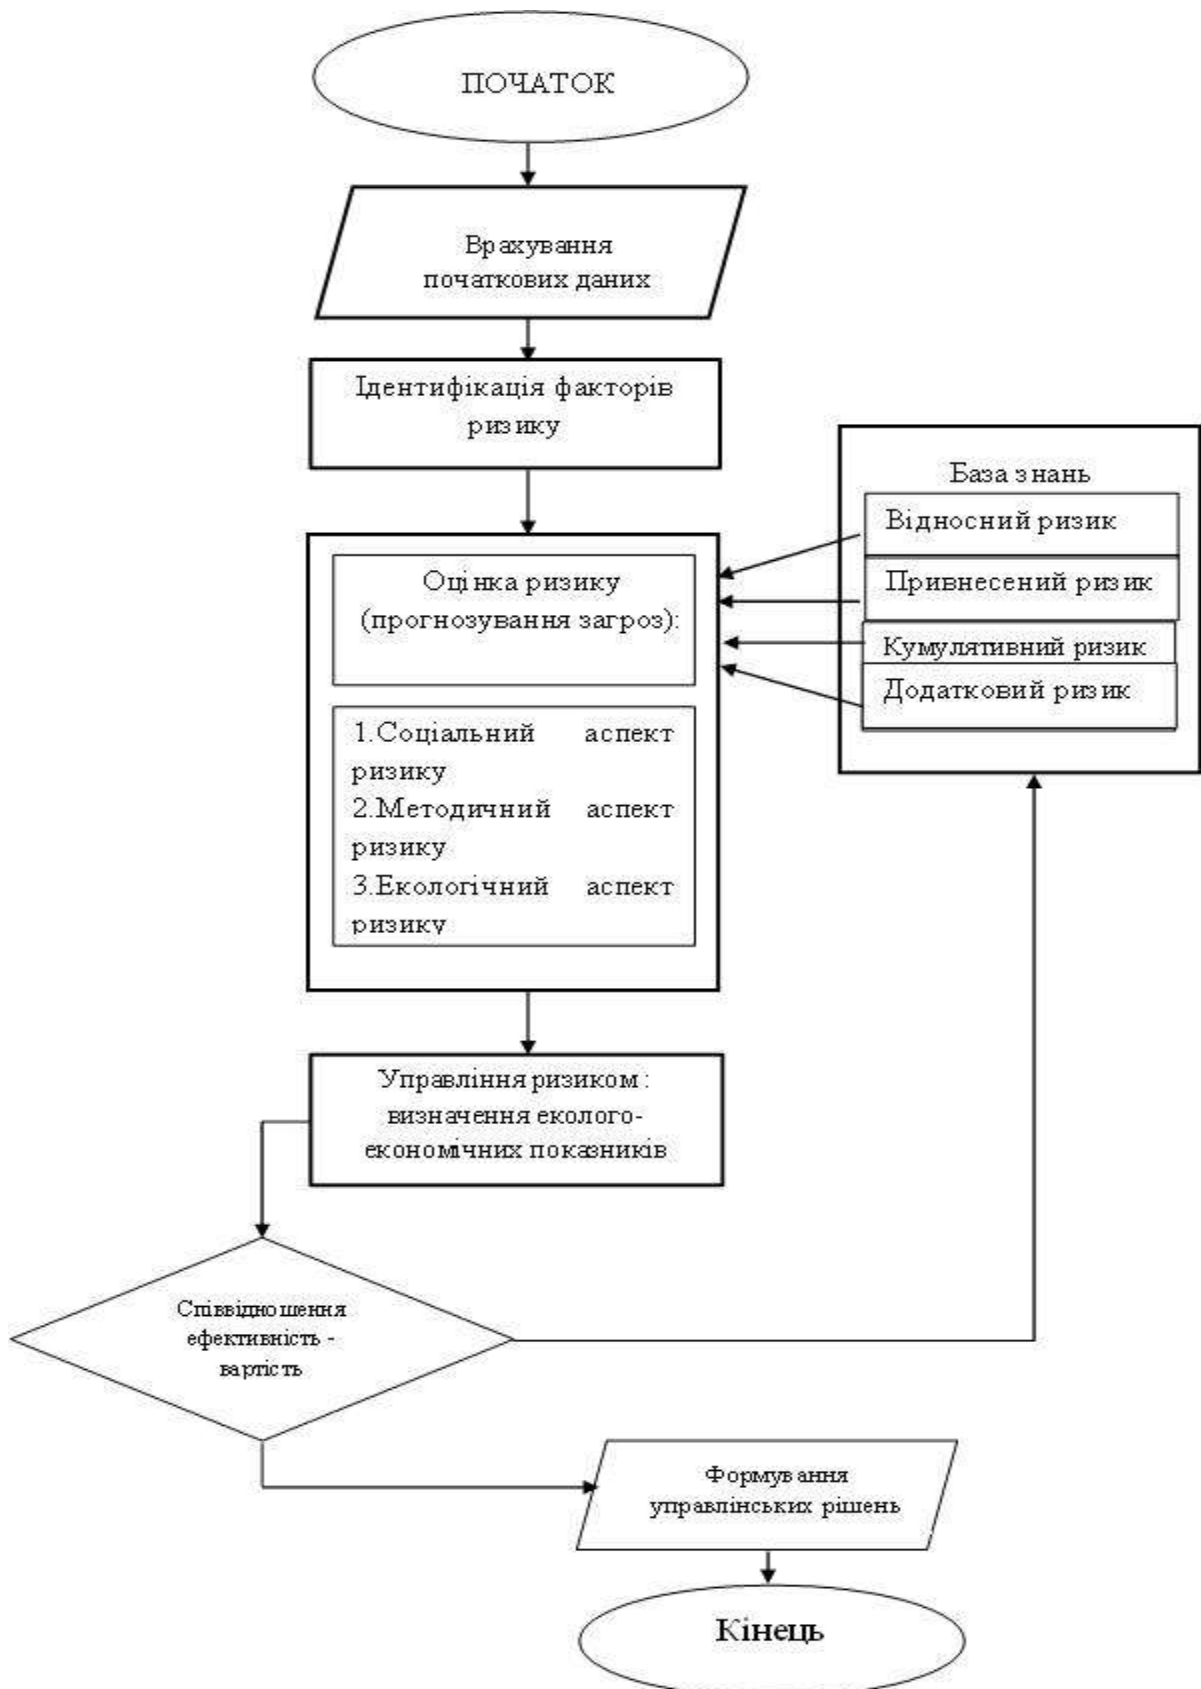 ПОЧАТОК
Врахування
початкових даних
Ідентифікація факторів
ризику
База знань
Відносний ризик
Привнесений ризик
Кумулятивний ризик
Додатковий ризик
Оцінка ризику
(прогнозування загроз):
1.Соціальний аспект
ризику
2.Методичний аспект
ризику
3.Екологічний аспект
ризику
Управління ризиком :
визначення еколого-
економічних показників
Співвідношення
ефективність -
вартість
Формування
управлінських рішень
Кінець